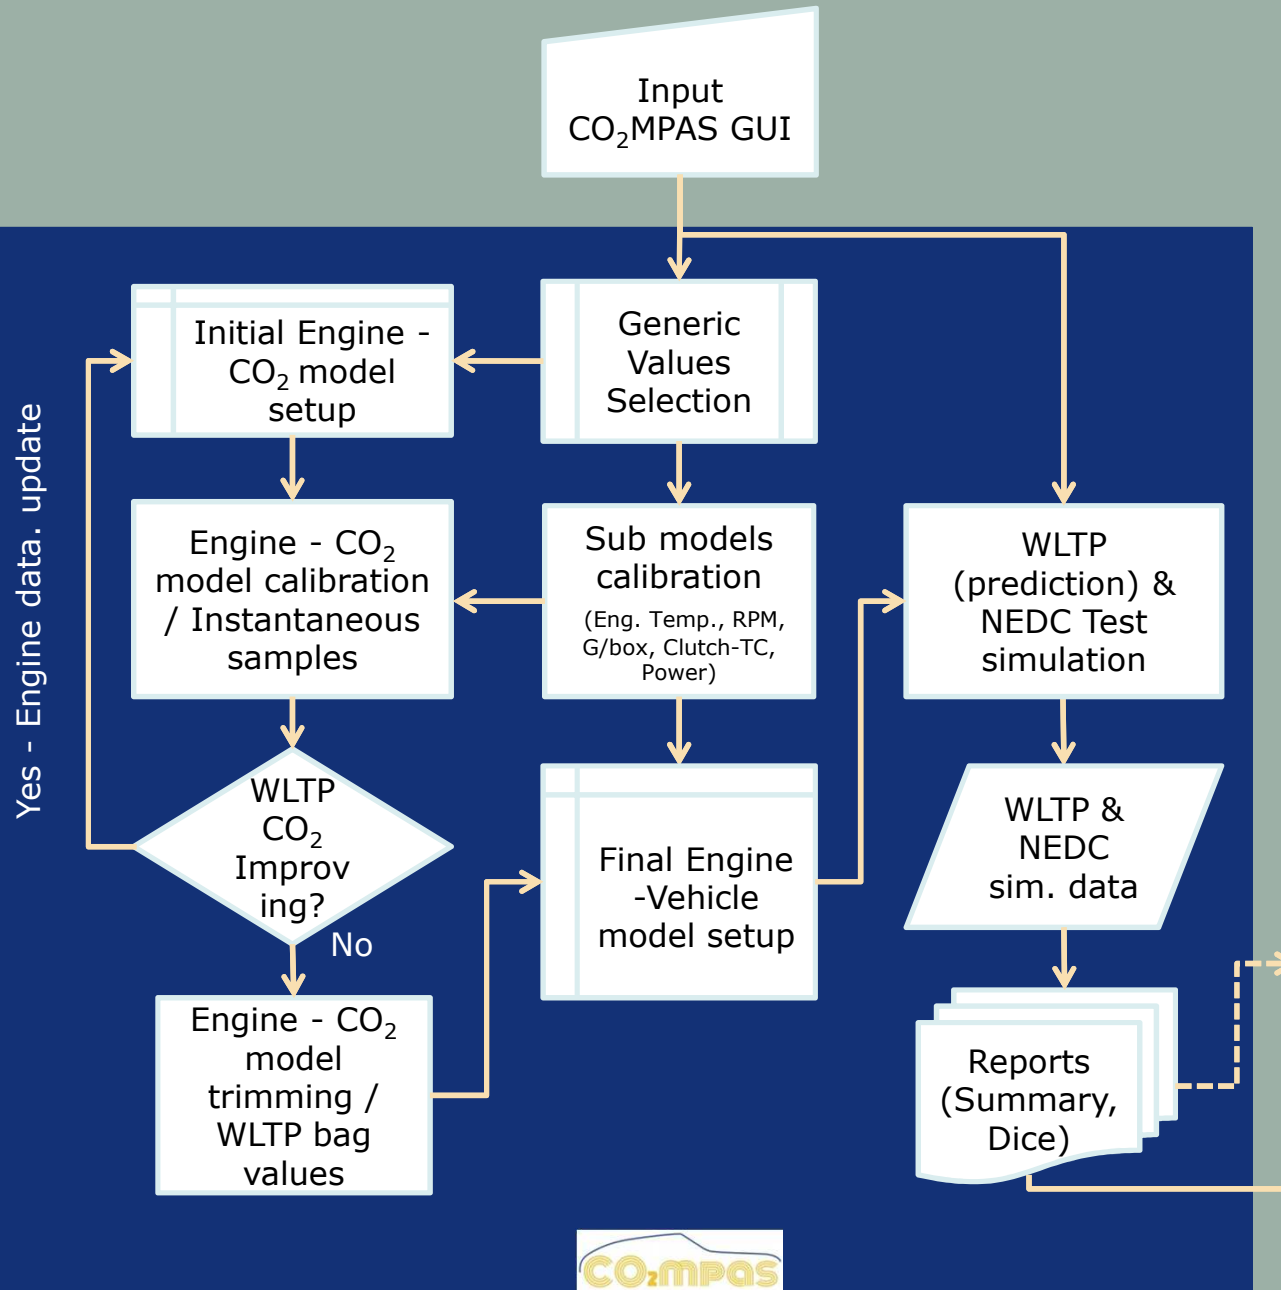 Input
CO₂MPAS GUI
Initial Engine -
CO₂ model
setup
Generic
Values
Selection
Yes - Engine data. update
Engine - CO₂
model calibration
/ Instantaneous
samples
Sub models
calibration
(Eng. Temp., RPM,
G/box, Clutch-TC,
Power)
WLTP
(prediction) &
NEDC Test
simulation
WLTP
CO₂
Improv
ing?
No
Final Engine
-Vehicle
model setup
WLTP &
NEDC
sim. data
Engine - CO₂
model
trimming /
WLTP bag
values
Reports
(Summary,
Dice)
CO₂mpas